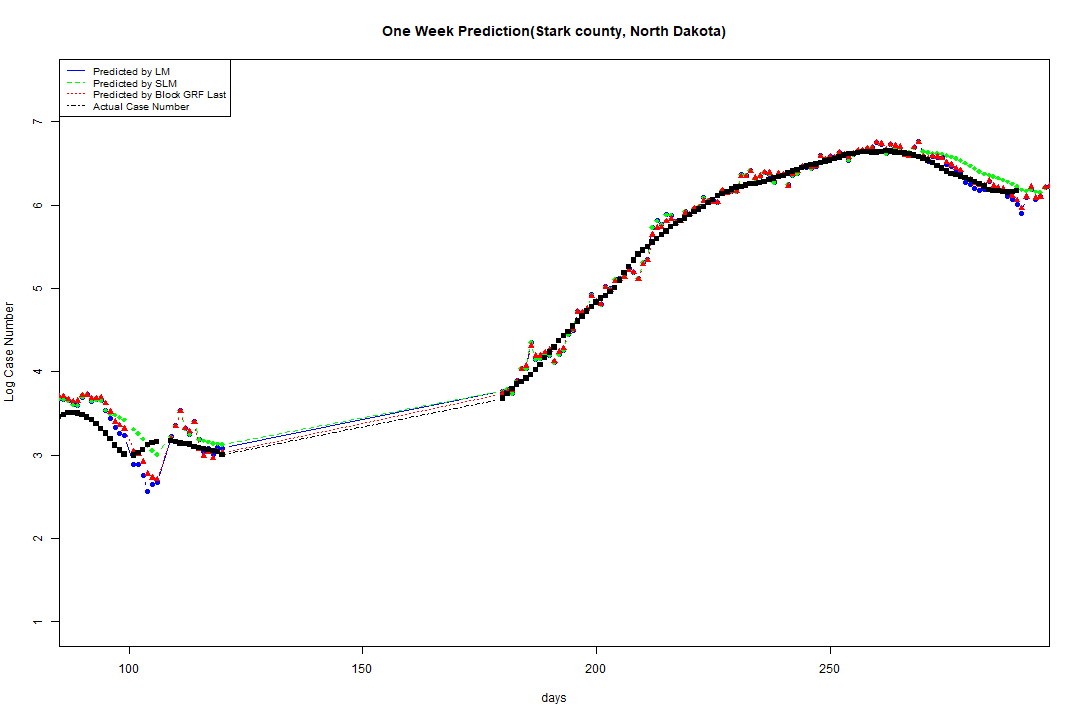 One Week Prediction(Stark county, North Dakota)
Predicted by LM
Predicted by SLM
Predicted by Block GRF Last
Actual Case Number
7
6
5
4
3
2
1
Log Case Number
100 150 200 250
days